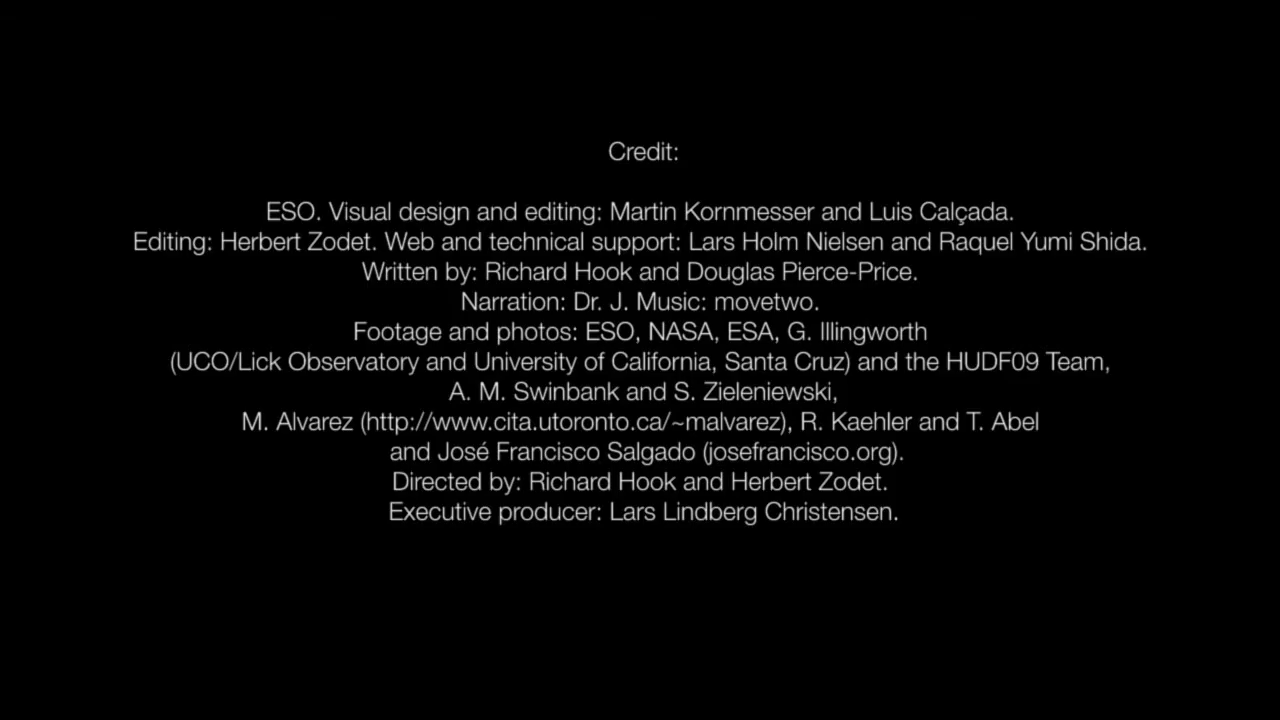 Credit:
ESO. Visual design and editing: Martin Kornmesser and Luis Calçada.
Editing: Herbert Zodet. Web and technical support: Lars Holm Nielsen and Raquel Yumi Shida.
Written by: Richard Hook and Douglas Pierce-Price.
Narration: Dr. J. Music: movetwo.
Footage and photos: ESO, NASA, ESA, G. Illingworth
(UCO/Lick Observatory and University of California, Santa Cruz) and the HUDF09 Team,
A. M. Swinbank and S. Zieleniewski,
M. Alvarez (http://www.cita.utoronto.ca/~malvarez), R. Kaehler and T. Abel
and José Francisco Salgado (josefrancisco.org).
Directed by: Richard Hook and Herbert Zodet.
Executive producer: Lars Lindberg Christensen.